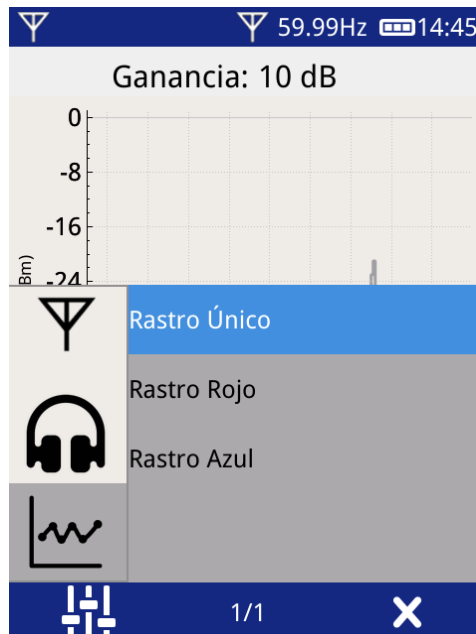 59.99Hz 14:45
Ganancia: 10 dB
0
-8
-16
-24
Bm)
Rastro Único
Rastro Rojo
Rastro Azul
1/1